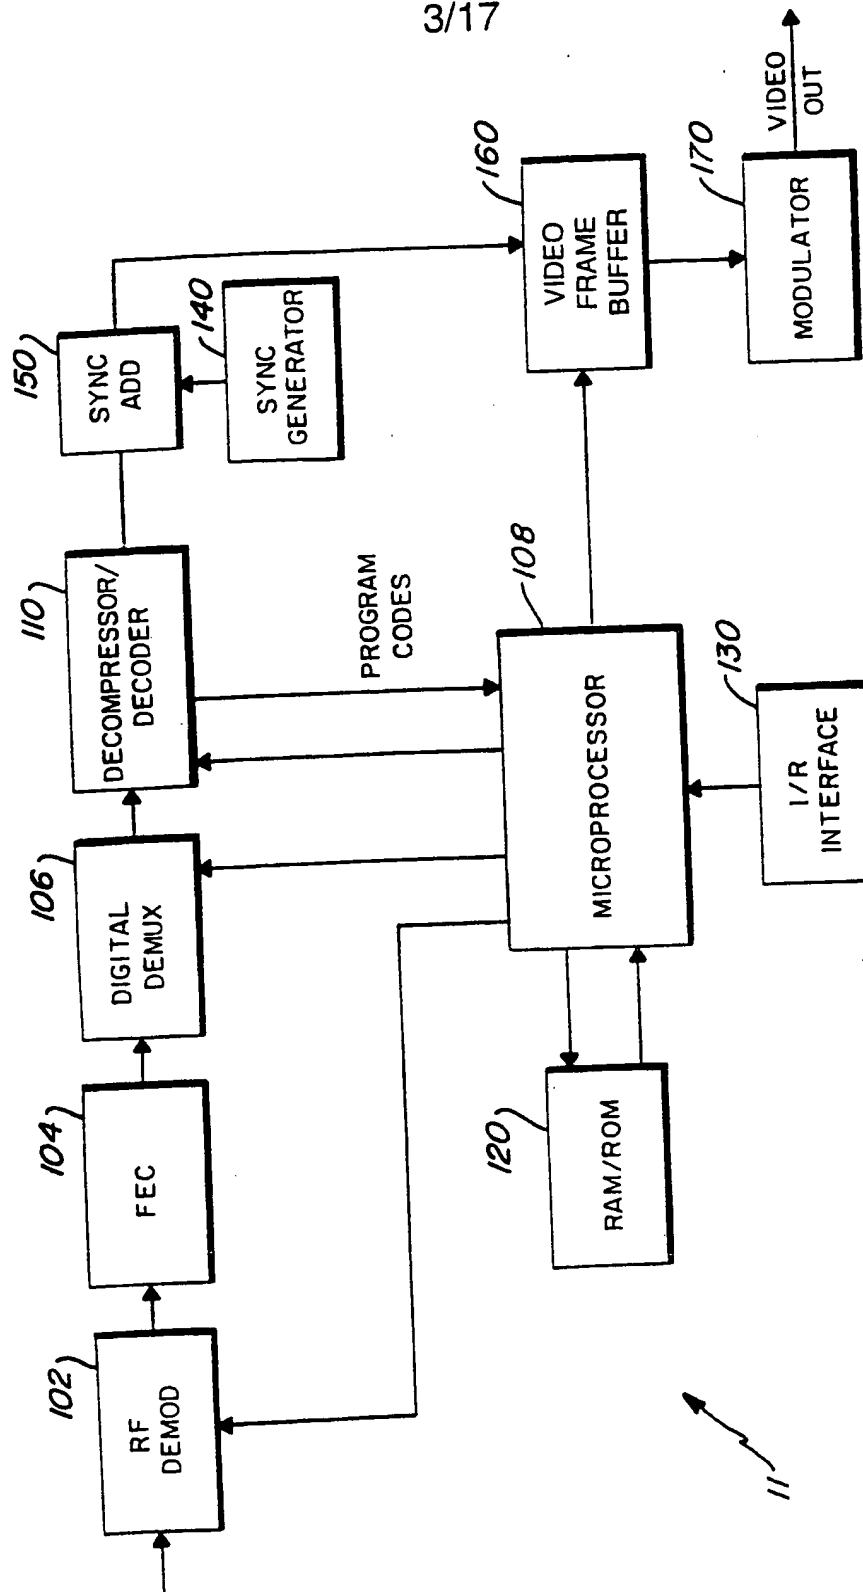 3/17
102
RF
DEMOD
104
FEC
106
DIGITAL
DEMUX
110
DECOMPRESSOR/
DECODER
150
SYNC
ADD
140
SYNC
GENERATOR
PROGRAM
CODES
120
RAM/ROM
108
MICROPROCESSOR
130
I/R
INTERFACE
160
VIDEO
FRAME
BUFFER
170
MODULATOR
VIDEO
OUT
11